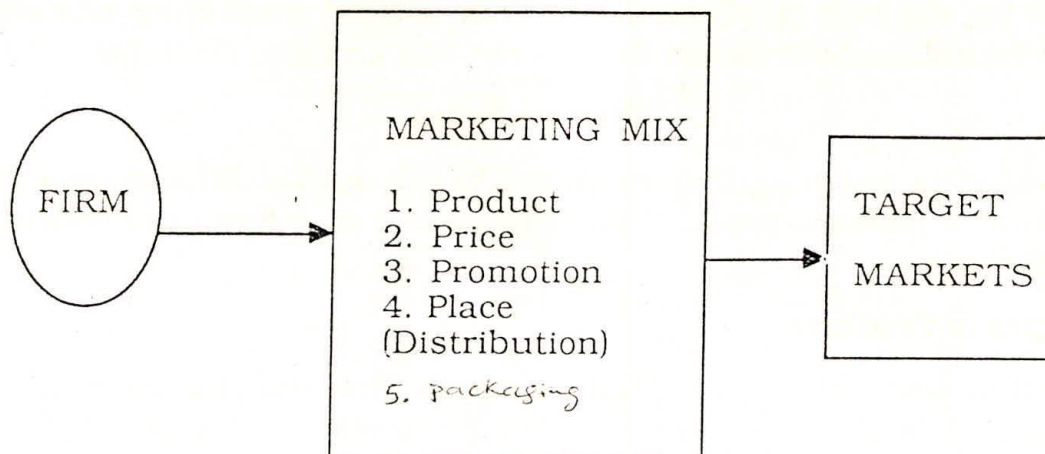 FIRM
MARKETING MIX
1. Product
2. Price
3. Promotion
4. Place
(Distribution)
5. packaging
TARGET
MARKETS